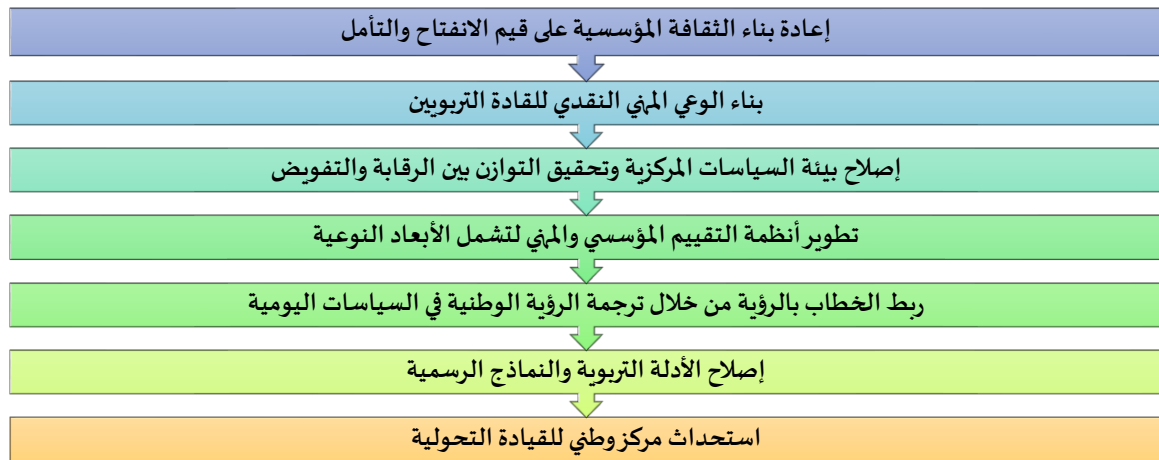 إعادة بناء الثقافة المؤسسية على قيم الانفتاح والتأمل
بناء الوعي المهني النقدي للقادة التربويين
إصلاح بيئة السياسات المركزية وتحقيق التوازن بين الرقابة والتفويض
تطوير أنظمة التقييم المؤسسي والمهني لتشمل الأبعاد النوعية
ربط الخطاب بالرؤية من خلال ترجمة الرؤية الوطنية في السياسات اليومية
إصلاح الأدلة التربوية والنماذج الرسمية
استحداث مركز وطني للقيادة التحولية